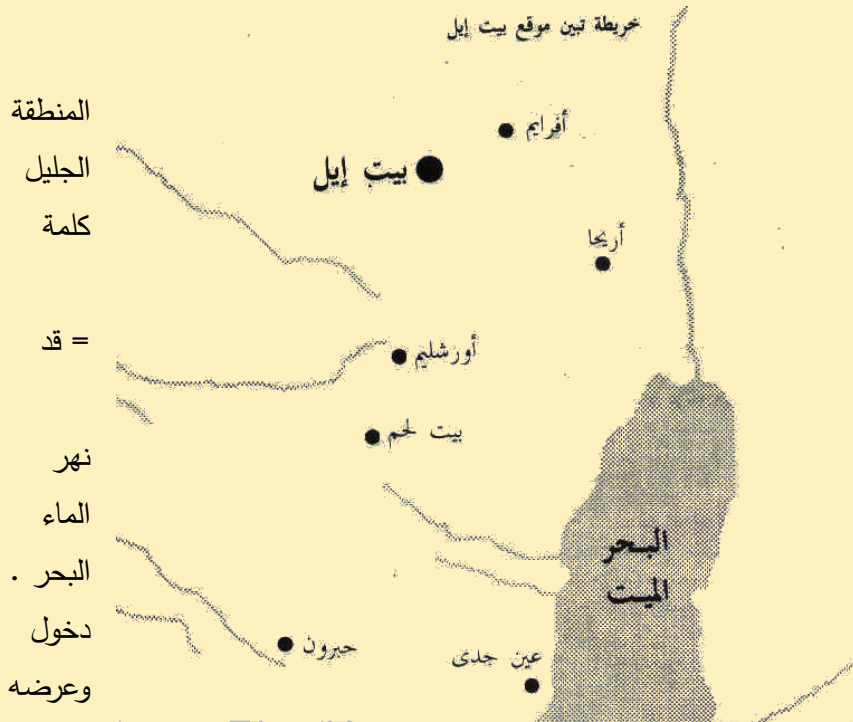 خريطة تبين موقع بيت إيل
المنطقة
أفرايم
الجليل
بيت إيل
كلمة
أريحا
= قد
أورشليم
بيت لحم
نهر
الماء
البحر
الميت
البحر .
دخول
حبرون
عين جدى
وعرضه